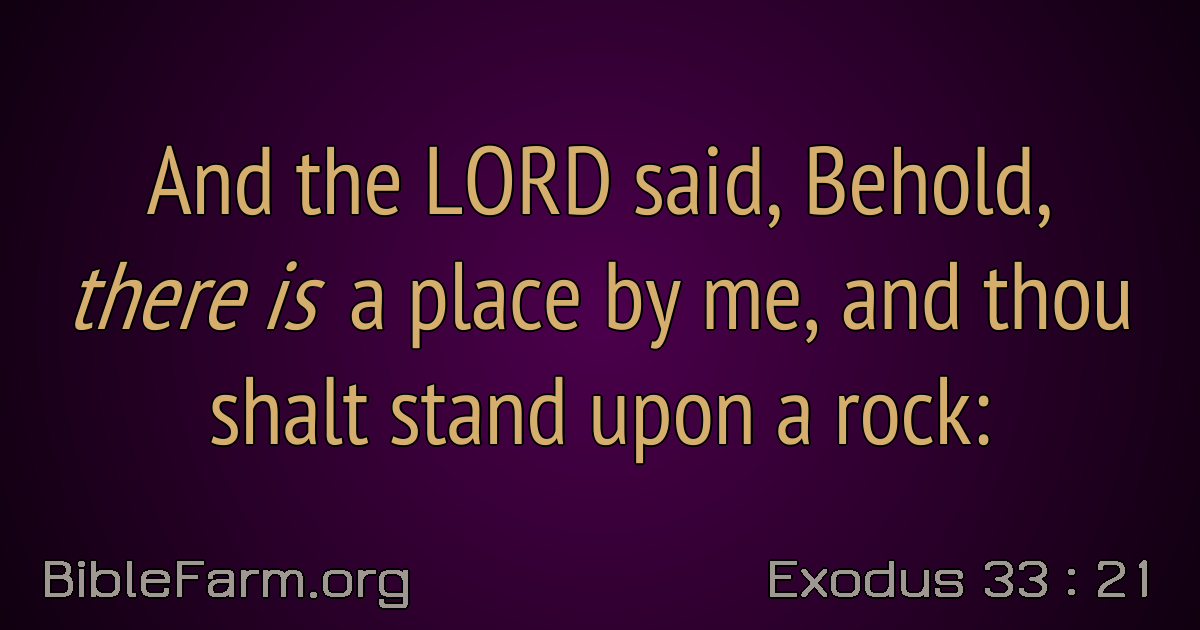 And the LORD said, Behold,
there is a place by me, and thou
shalt stand upon a rock:
BibleFarm.org
Exodus 33 : 21